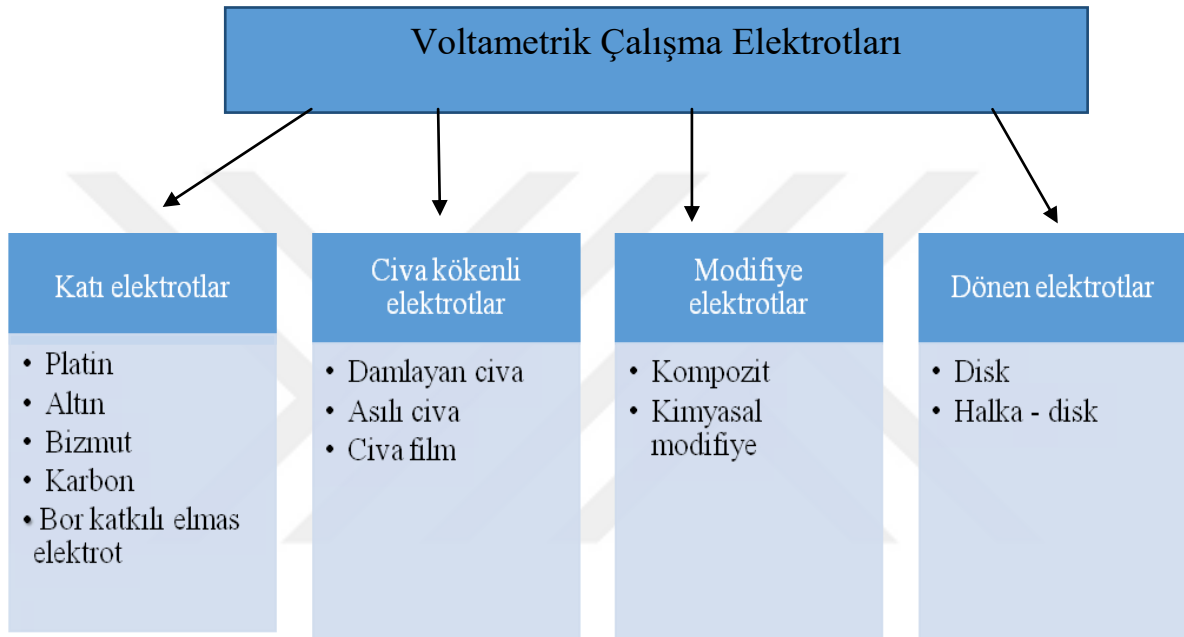 Voltametrik Çalışma Elektrotları
Katı elektrotlar
• Platin
• Altın
• Bizmut
• Karbon
• Bor katkılı elmas
elektrot
Civa kökenli
elektrotlar
• Damlayan civa
• Asılı civa
• Civa film
Modifiye
elektrotlar
• Kompozit
• Kimyasal
modifiye
Dönen elektrotlar
• Disk
• Halka - disk